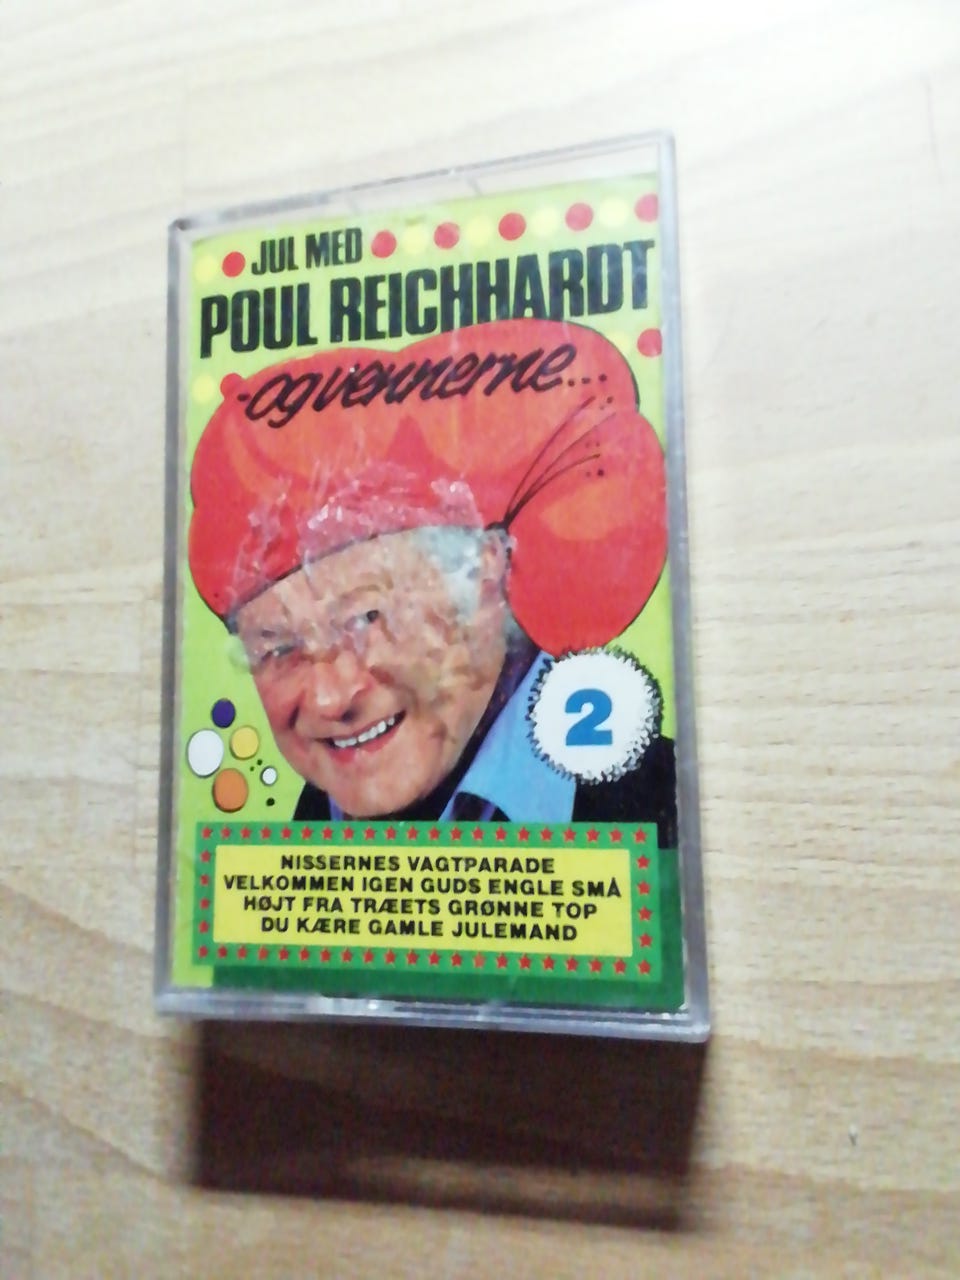 JUL MED
POUL REICHHARDT
-og vennerne...
2
NISSERNES VAGTPARADE
VELKOMMEN IGEN GUDS ENGLE SMÅ
HØJT FRA TRÆETS GRØNNE TOP
DU KÆRE GAMLE JULEMAND